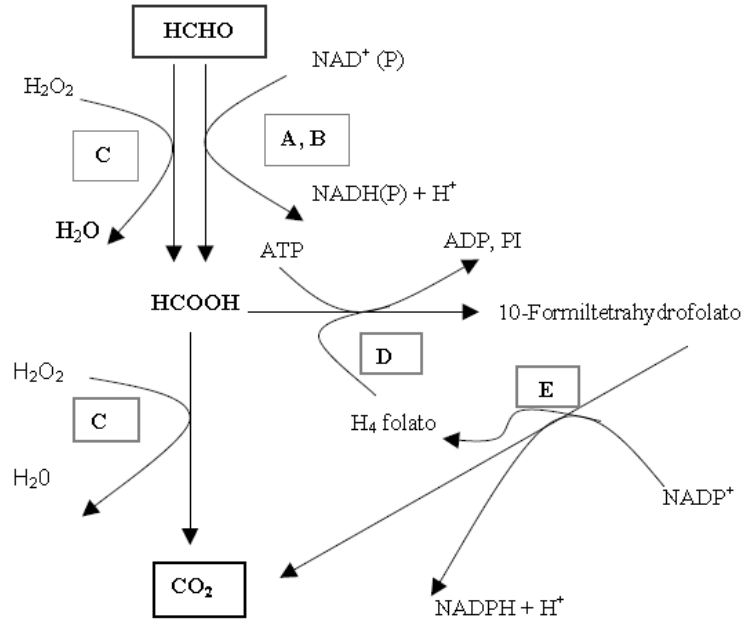 HCHO
NAD⁺ (P)
H₂O₂
C
A, B
NADH(P) + H⁺
H₂O
ATP
ADP, PI
HCOOH
10-Formiltetrahydrofolato
D
H₂O₂
C
E
H₄ folato
H₂0
NADP⁺
CO₂
NADPH + H⁺